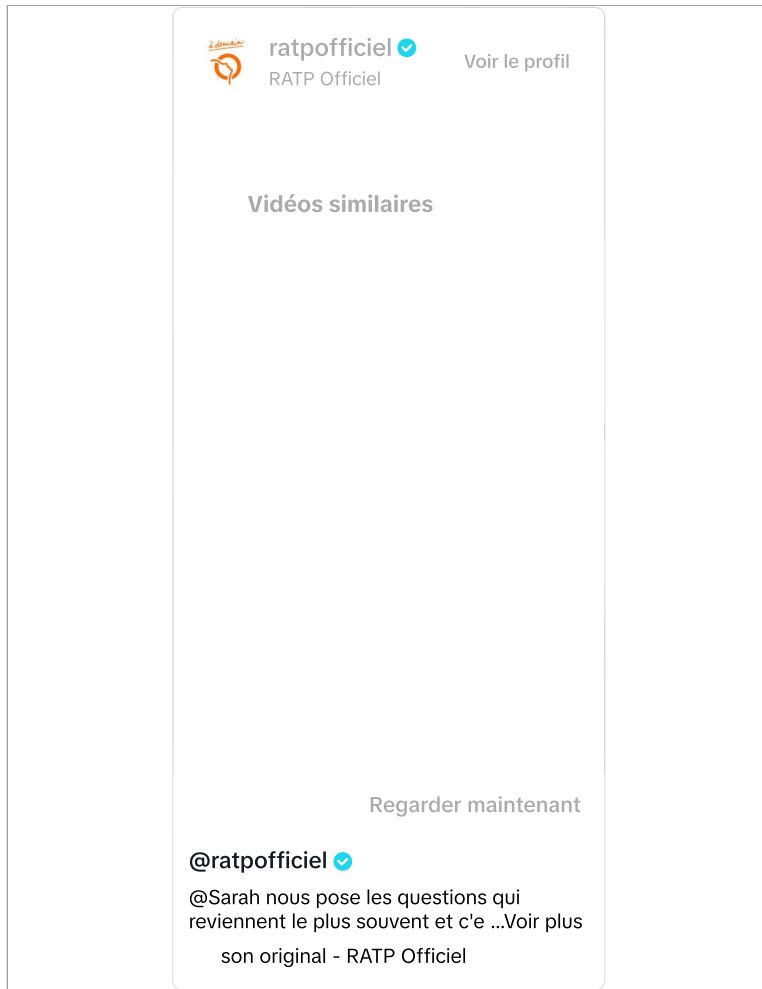 à demain
ratpofficiel
RATP Officiel
Voir le profil
Vidéos similaires
Regarder maintenant
@ratpofficiel
@Sarah nous pose les questions qui
reviennent le plus souvent et c'e ...Voir plus
son original - RATP Officiel